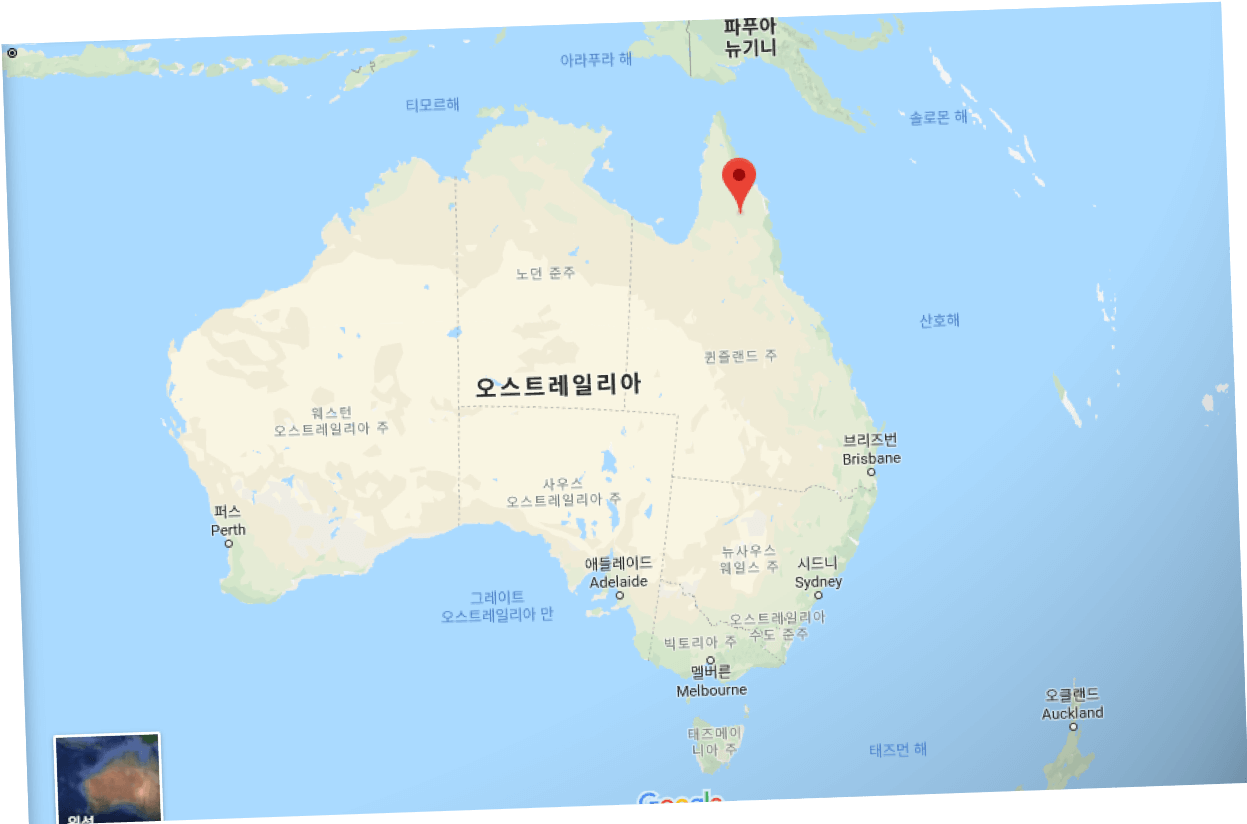 파푸아
뉴기니
아라푸라 해
티모르해
솔로몬 해
노던 준주
산호해
퀸즐랜드 주
오스트레일리아
웨스턴
오스트레일리아 주
브리즈번
Brisbane
사우스
오스트레일리아 주
퍼스
Perth
뉴사우스
웨일스 주
애들레이드
Adelaide
시드니
Sydney
그레이트
오스트레일리아 만
오스트레일리아
수도 준주
빅토리아 주
멜버른
Melbourne
오클랜드
Auckland
태즈메이
니아 주
태즈먼 해
Google
위성